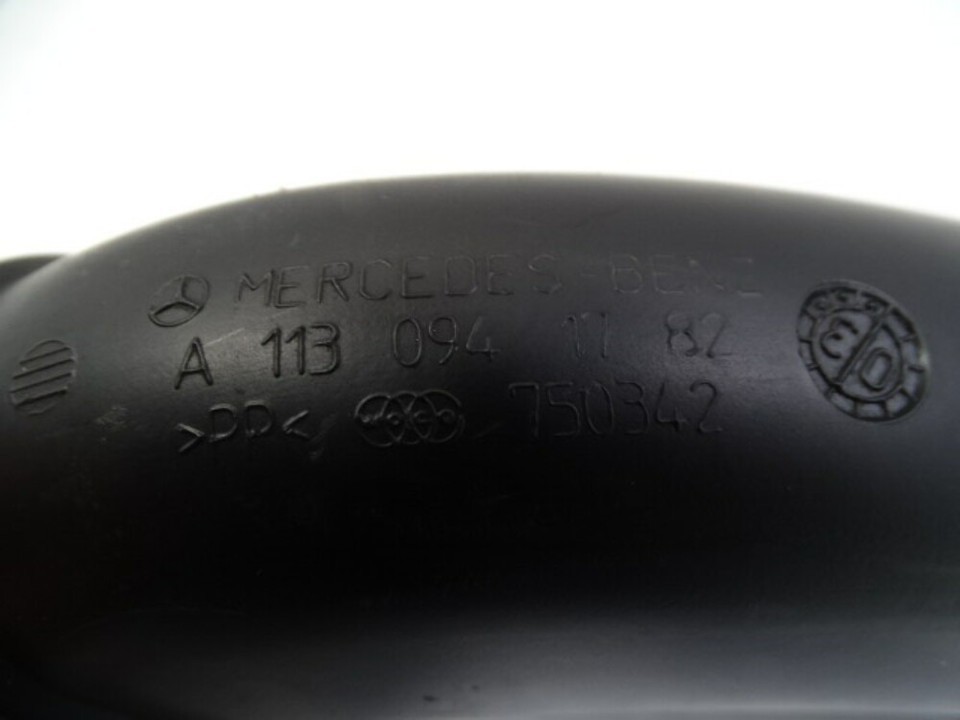 MERCEDES-BENZ
A 113 094 17 82
>PP<
750342